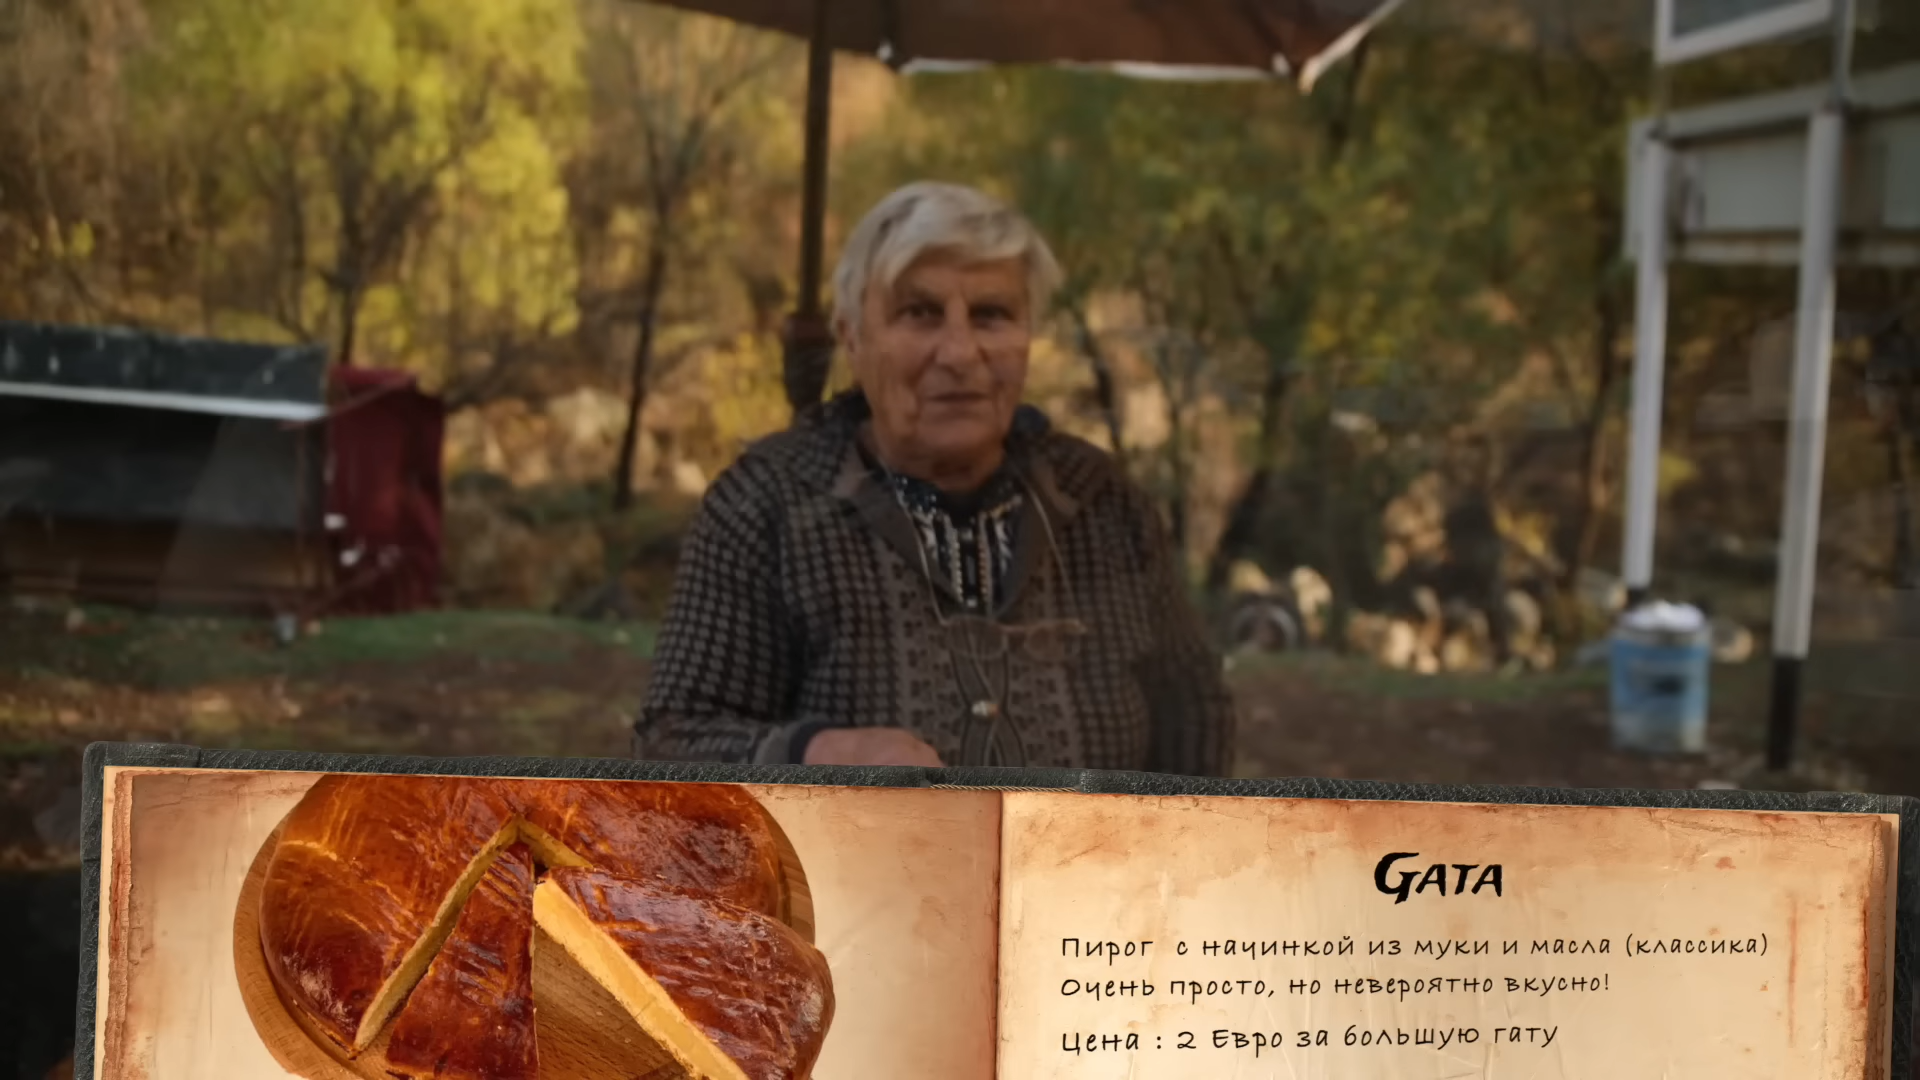 GATA
Пирог с начинкой из муки и масла (классика)
Очень просто, но невероятно вкусно!
Цена : 2 Евро за большую гату